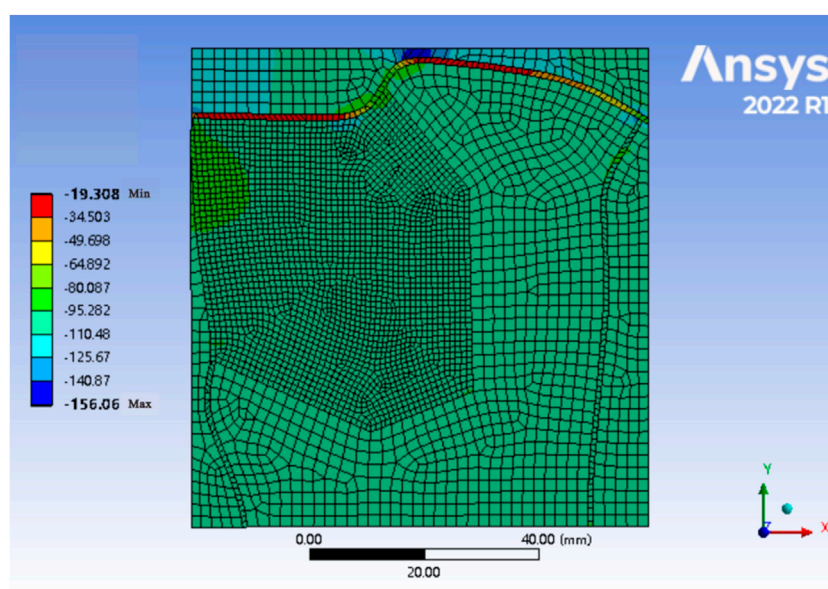 Ansys
2022 R1
-19.308 Min
-34.503
-49.698
-64.892
-80.087
-95.282
-110.48
-125.67
-140.87
-156.06 Max
Y
Z
X
0.00 40.00 (mm)
20.00